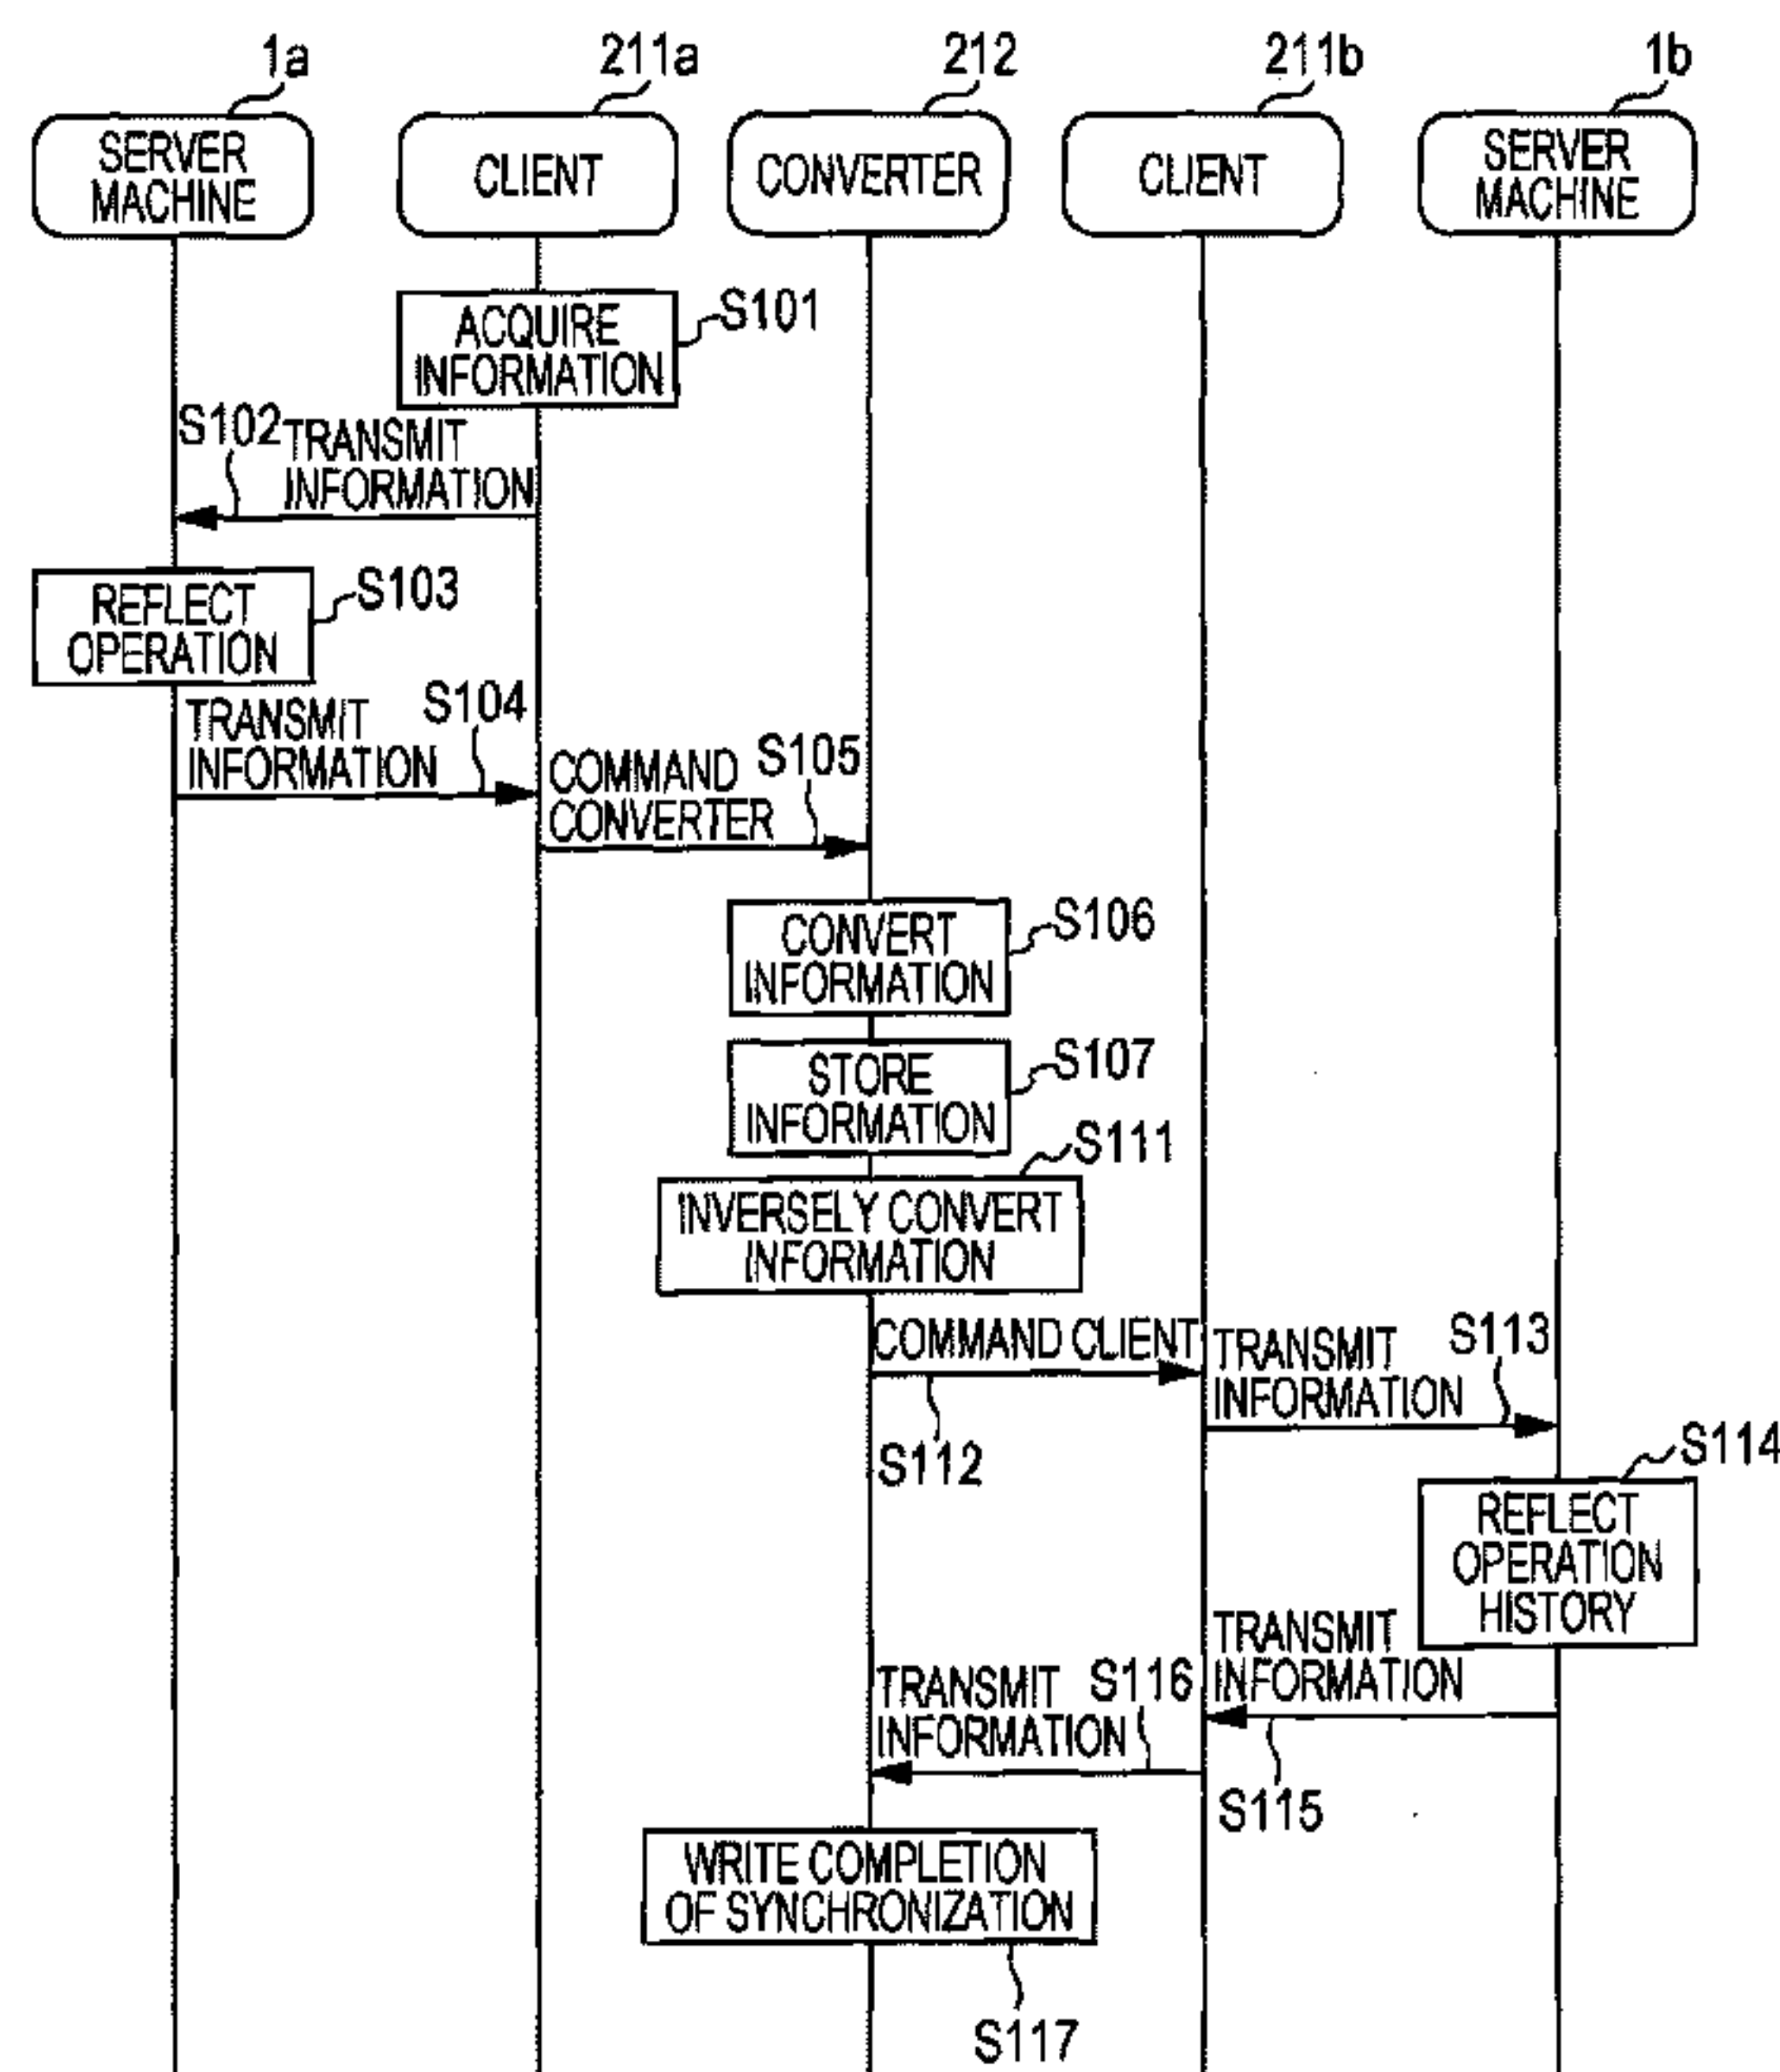 1a
211a
212
211b
1b
SERVER
MACHINE
CLIENT
CONVERTER
CLIENT
SERVER
MACHINE
ACQUIRE
INFORMATION
S101
S102
TRANSMIT
INFORMATION
REFLECT
OPERATION
S103
TRANSMIT
INFORMATION
S104
COMMAND
CONVERTER
S105
CONVERT
INFORMATION
S106
STORE
INFORMATION
S107
S111
INVERSELY CONVERT
INFORMATION
COMMAND CLIENT
S112
TRANSMIT
INFORMATION
S113
S114
REFLECT
OPERATION
HISTORY
TRANSMIT
INFORMATION
S115
TRANSMIT
INFORMATION
S116
WRITE COMPLETION
OF SYNCHRONIZATION
S117